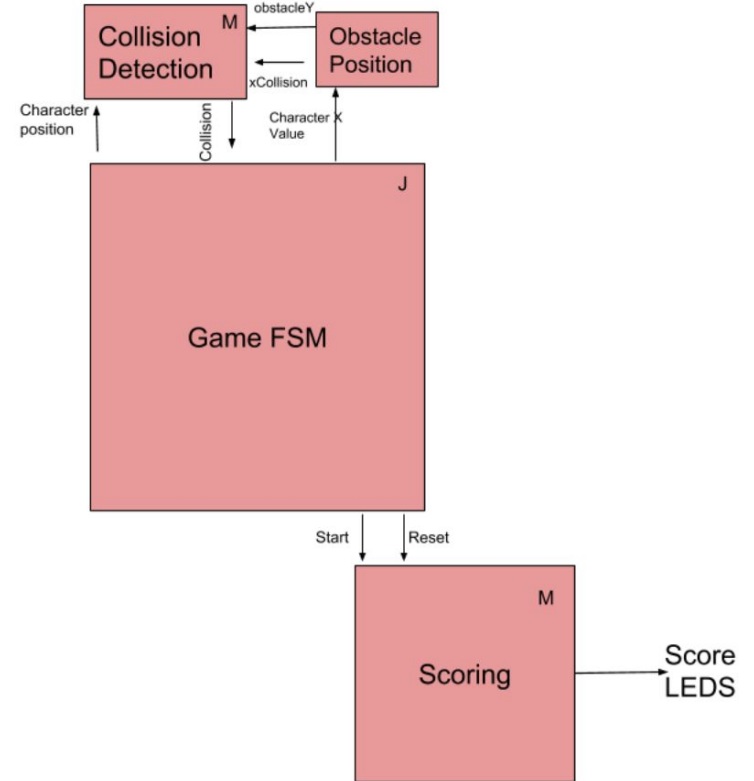 obstacleY
M
Collision
Detection
Obstacle
Position
xCollision
Character
position
Collision
Character X
Value
J
Game FSM
Start
Reset
M
Scoring
Score
LEDS